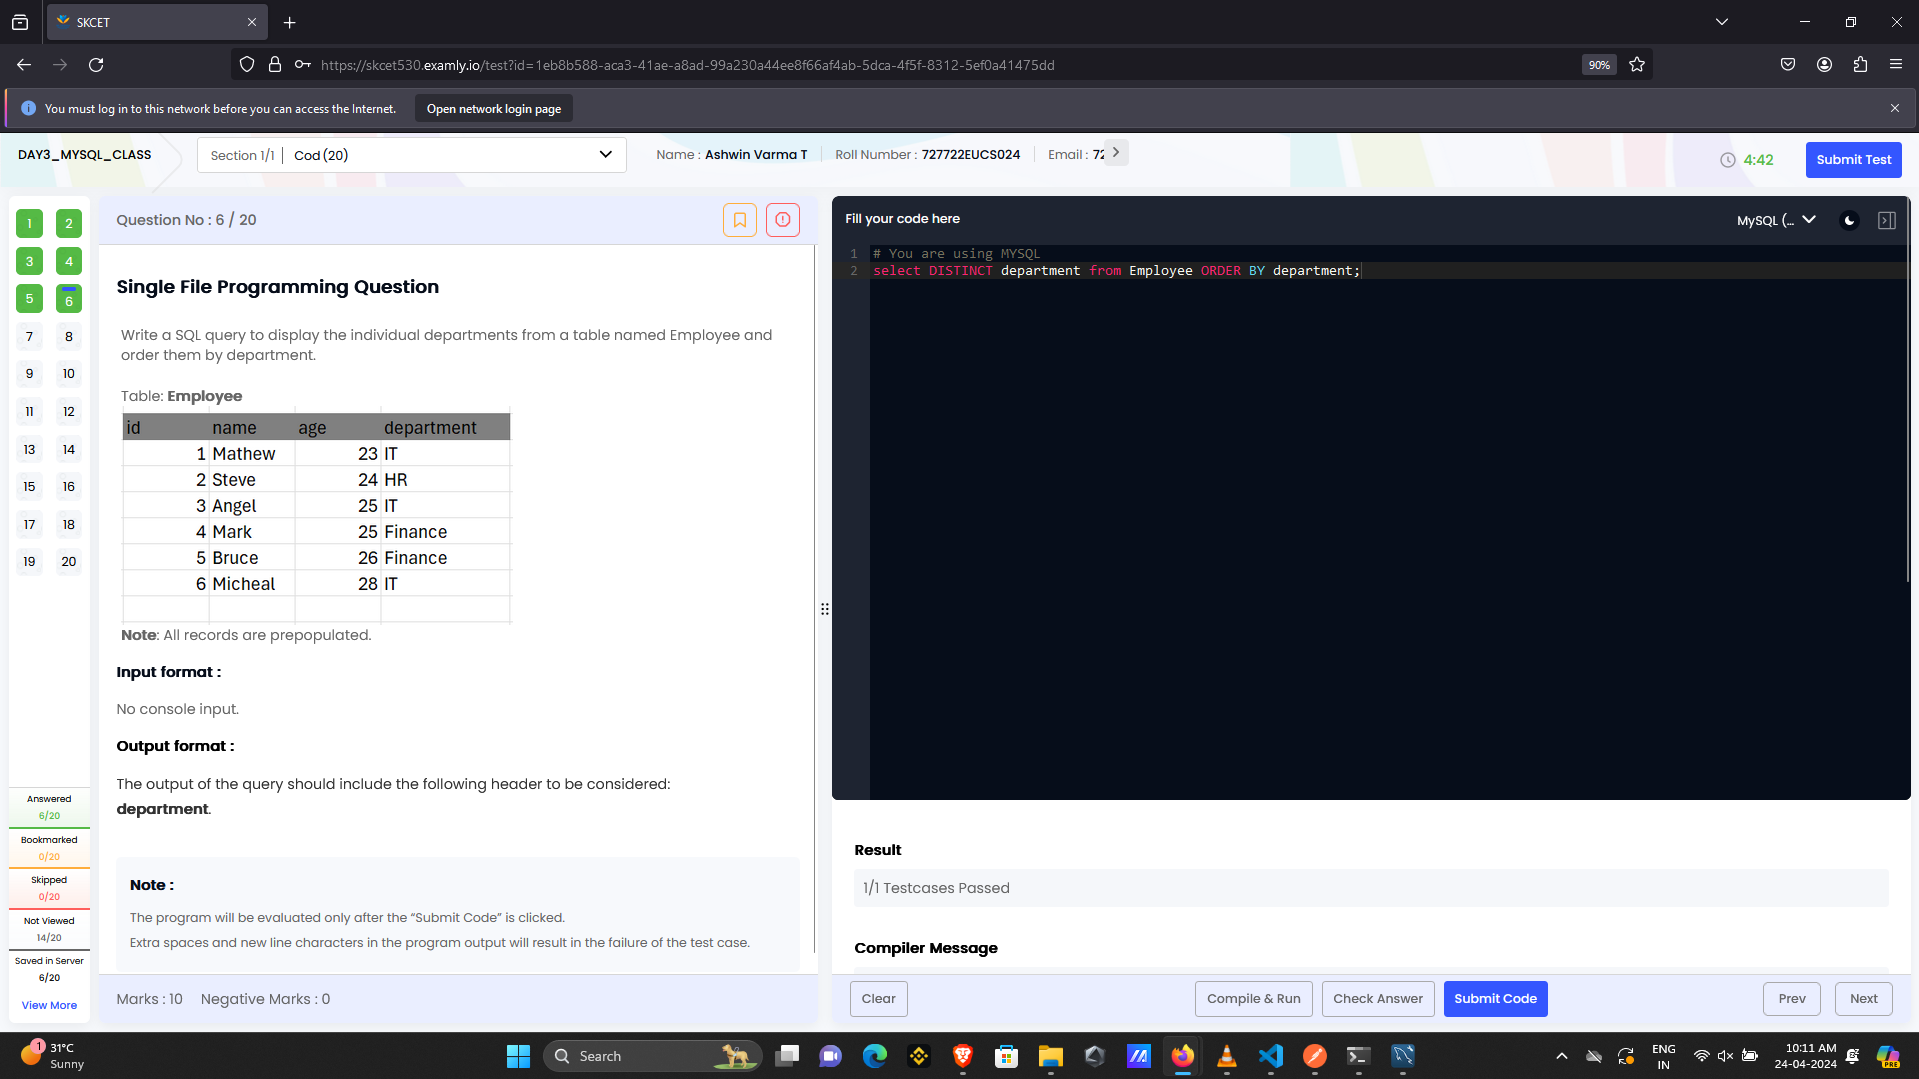 SKCET
https://skcet530.examly.io/test?id=1eb8b588-aca3-41ae-a8ad-99a230a44ee8f66af4ab-5dca-4f5f-8312-5ef0a41475dd
90%
You must log in to this network before you can access the Internet.
Open network login page
DAY3_MYSQL_CLASS
Section 1/1
Cod (20)
Name : Ashwin Varma T
Roll Number : 727722EUCS024
Email : 72
4:42
Submit Test
1 2
3 4
5 6
7 8
9 10
11 12
13 14
15 16
17 18
19 20
Answered
6/20
Bookmarked
0/20
Skipped
0/20
Not Viewed
14/20
Saved in Server
6/20
View More
Question No : 6 / 20
Single File Programming Question
Write a SQL query to display the individual departments from a table named Employee and
order them by department.
Table: Employee
id name age department
1 Mathew 23 IT
2 Steve 24 HR
3 Angel 25 IT
4 Mark 25 Finance
5 Bruce 26 Finance
6 Micheal 28 IT
Note: All records are prepopulated.
Input format :
No console input.
Output format :
The output of the query should include the following header to be considered:
department.
Note :
The program will be evaluated only after the “Submit Code” is clicked.
Extra spaces and new line characters in the program output will result in the failure of the test case.
Marks : 10 Negative Marks : 0
Fill your code here
MySQL (...
1 # You are using MYSQL
2 select DISTINCT department from Employee ORDER BY department;
Result
1/1 Testcases Passed
Compiler Message
Clear
Compile & Run
Check Answer
Submit Code
Prev
Next
1
31°C
Sunny
Search
ENG
IN
10:11 AM
24-04-2024
PRE